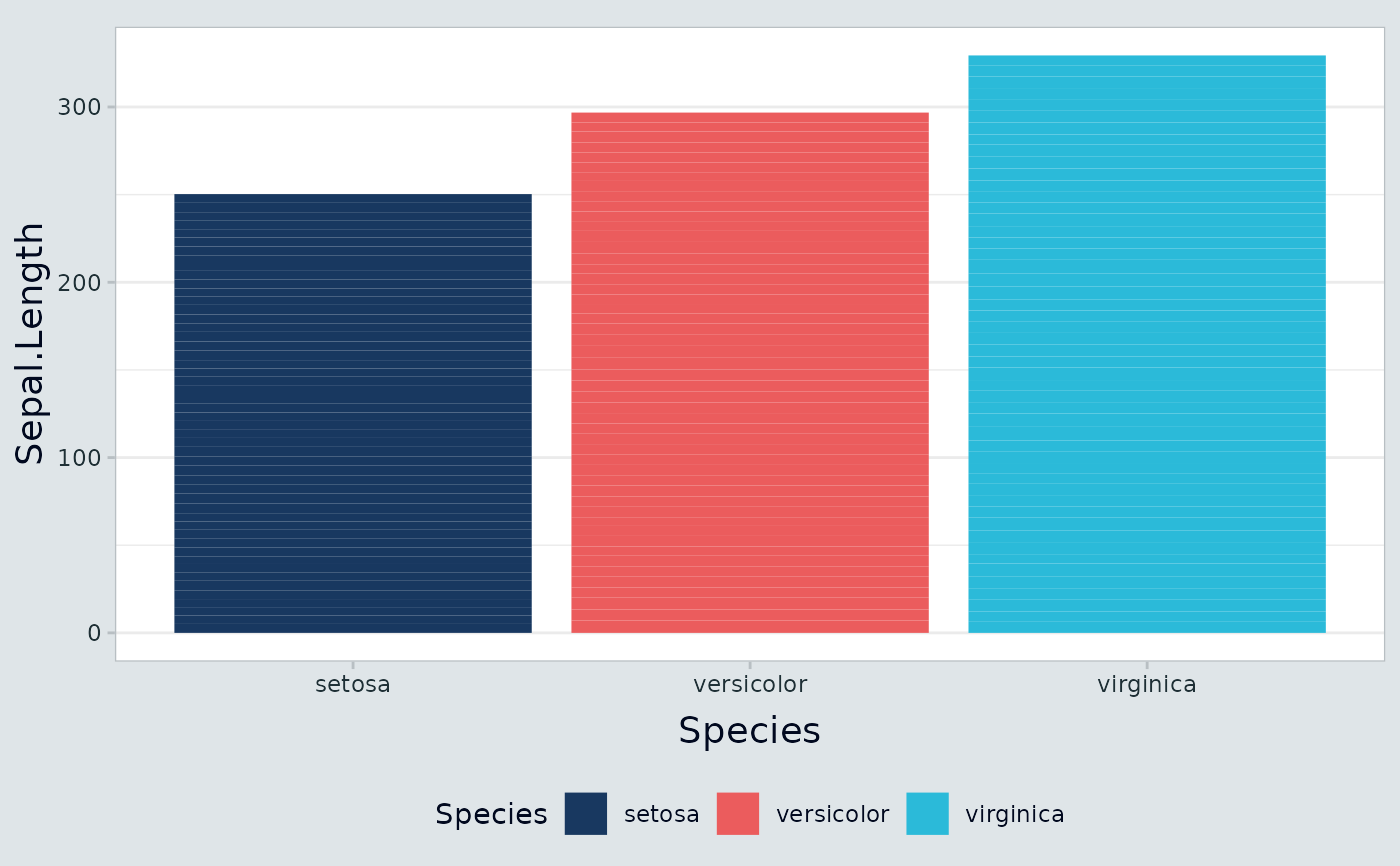 Sepal.Length
300
200
100
0
setosa versicolor virginica
Species
Species setosa versicolor virginica